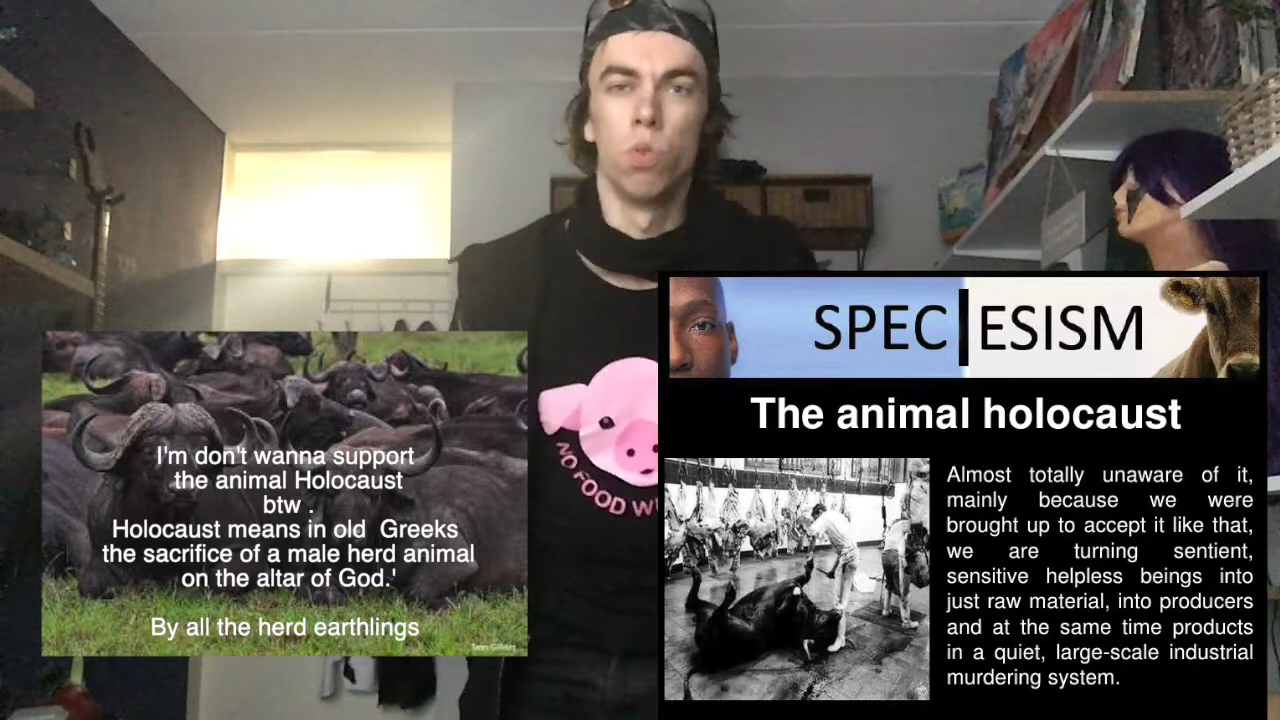 I'm don't wanna support
the animal Holocaust
btw .
Holocaust means in old Greeks
the sacrifice of a male herd animal
on the altar of God.'
By all the herd earthlings
NO FOOD W
SPEC|ESISM
The animal holocaust
Almost totally unaware of it,
mainly because we were
brought up to accept it like that,
we are turning sentient,
sensitive helpless beings into
just raw material, into producers
and at the same time products
in a quiet, large-scale industrial
murdering system.